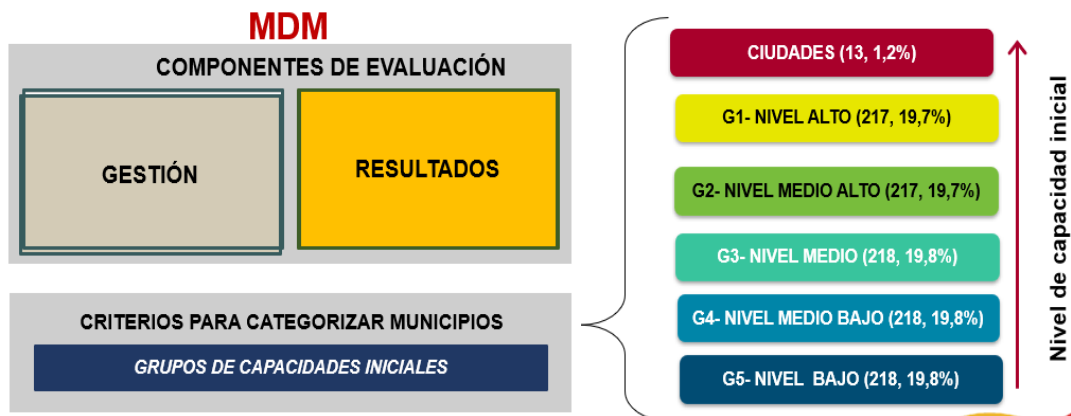 MDM
COMPONENTES DE EVALUACIÓN
GESTIÓN
RESULTADOS
CRITERIOS PARA CATEGORIZAR MUNICIPIOS
GRUPOS DE CAPACIDADES INICIALES
CIUDADES (13, 1,2%)
G1- NIVEL ALTO (217, 19,7%)
G2- NIVEL MEDIO ALTO (217, 19,7%)
G3- NIVEL MEDIO (218, 19,8%)
G4- NIVEL MEDIO BAJO (218, 19,8%)
G5- NIVEL BAJO (218, 19,8%)
Nivel de capacidad inicial